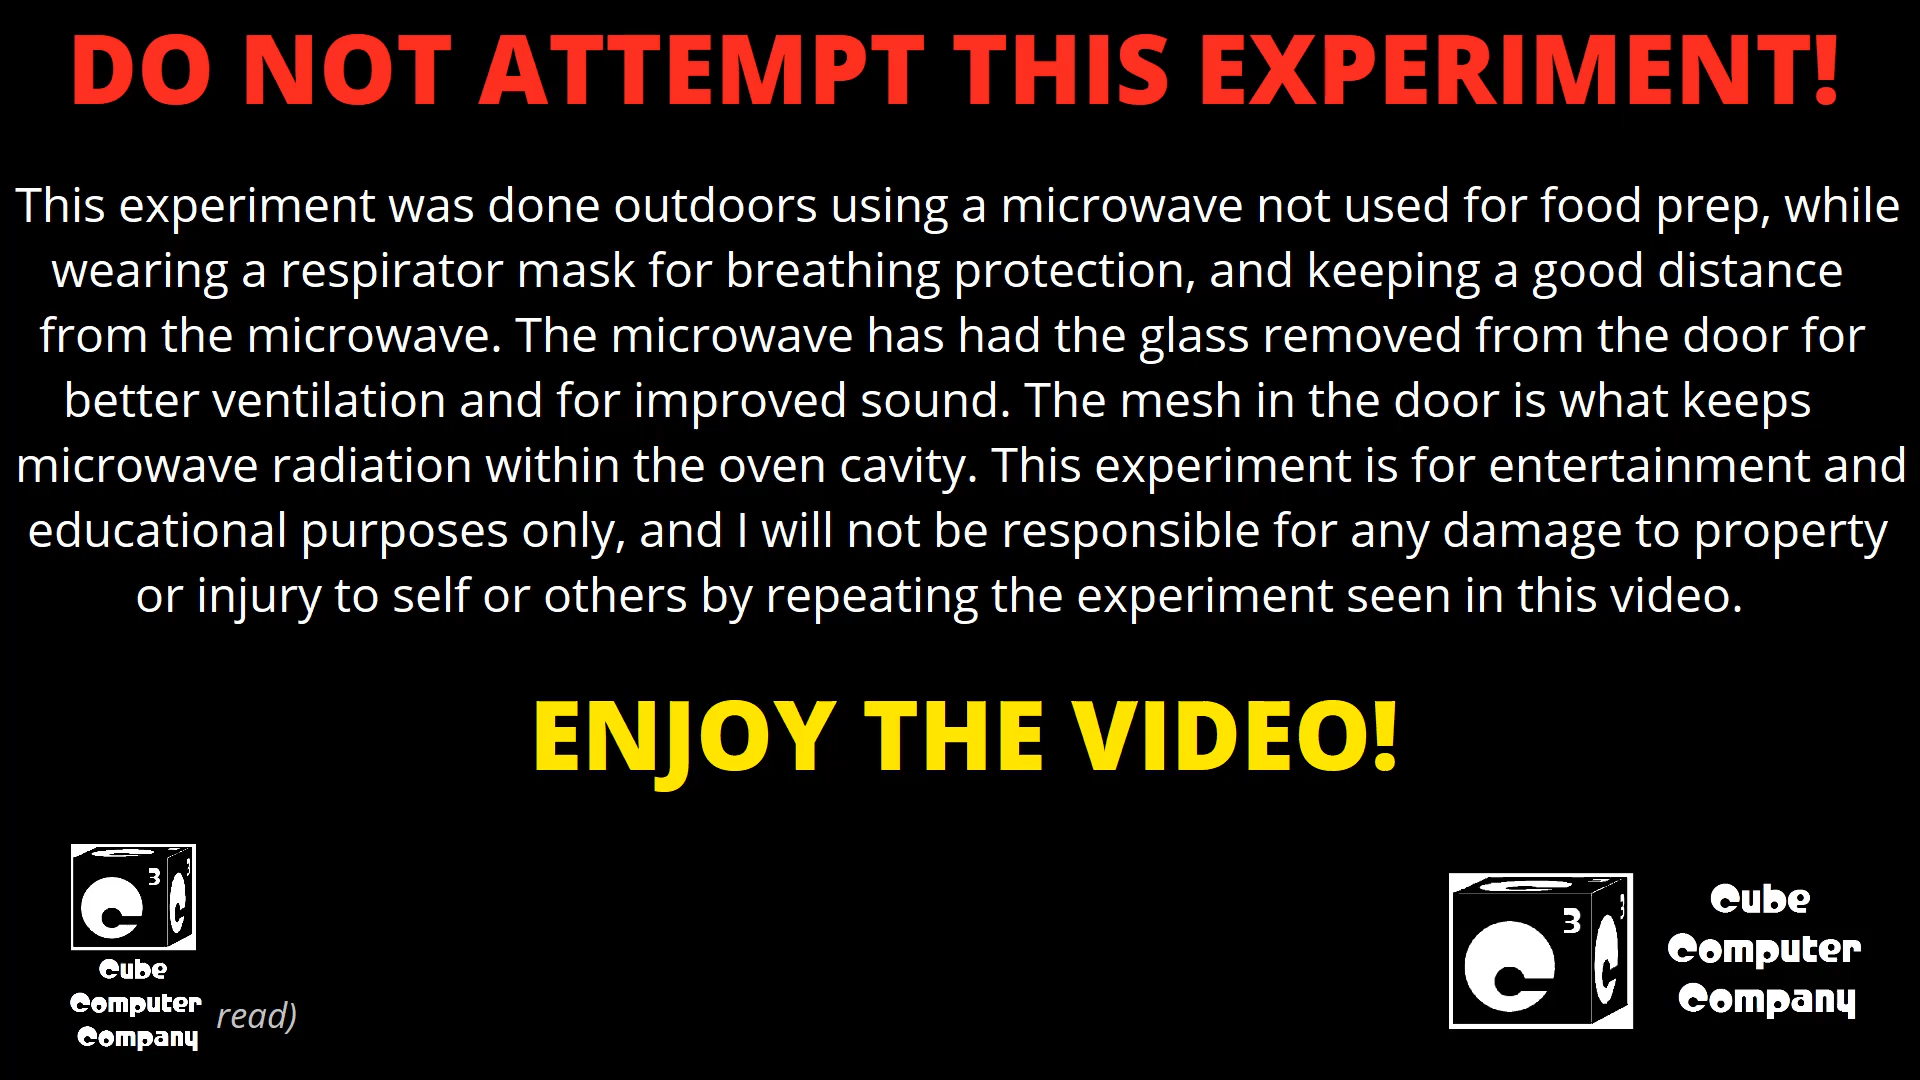 DO NOT ATTEMPT THIS EXPERIMENT!
This experiment was done outdoors using a microwave not used for food prep, while
wearing a respirator mask for breathing protection, and keeping a good distance
from the microwave. The microwave has had the glass removed from the door for
better ventilation and for improved sound. The mesh in the door is what keeps
microwave radiation within the oven cavity. This experiment is for entertainment and
educational purposes only, and I will not be responsible for any damage to property
or injury to self or others by repeating the experiment seen in this video.
ENJOY THE VIDEO!
C 3 C 3
Cube
Computer
Company
read)
C 3 C 3
Cube
Computer
Company